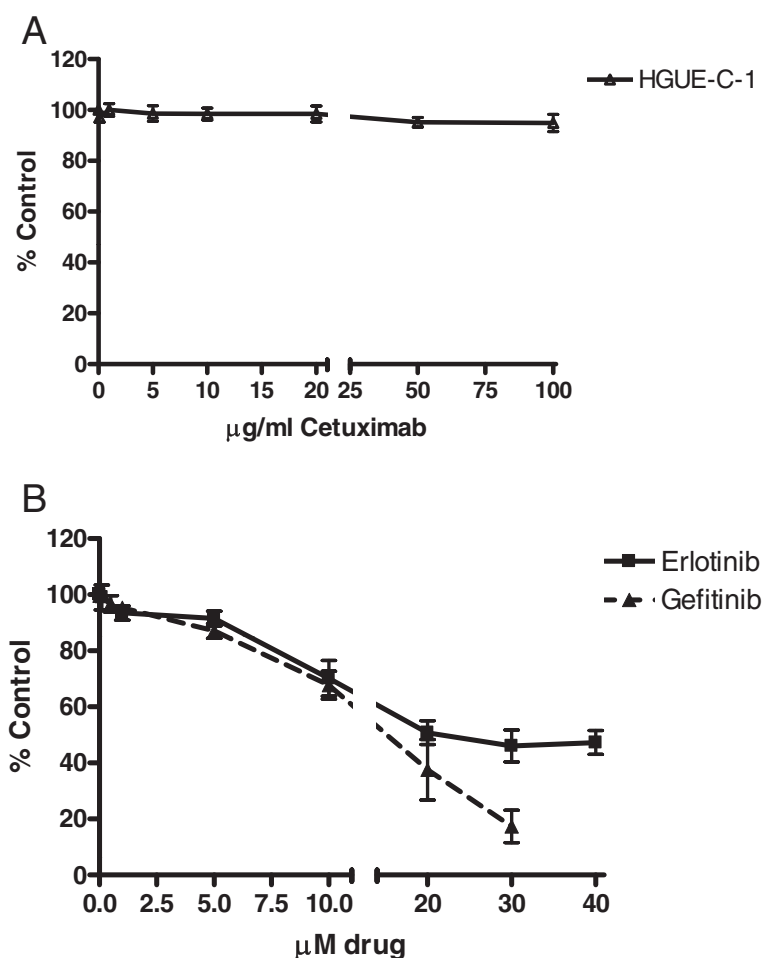 A
120
100
80
60
40
20
0
% Control
0 5 10 15 20 25 50 75 100
μg/ml Cetuximab
HGUE-C-1
B
120
100
80
60
40
20
0
% Control
0.0 2.5 5.0 7.5 10.0 20 30 40
μM drug
Erlotinib
Gefitinib